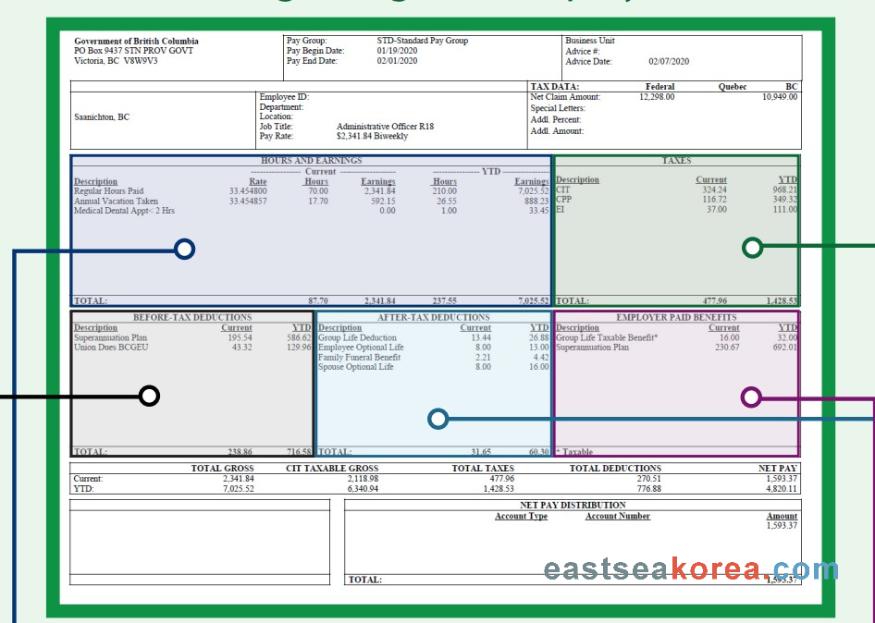 Government of British Columbia
PO Box 9437 STN PROV GOVT
Victoria, BC V8W9V3
Pay Group: STD-Standard Pay Group
Pay Begin Date: 01/19/2020
Pay End Date: 02/01/2020
Business Unit
Advice #:
Advice Date: 02/07/2020
Saanichton, BC
Employee ID:
Department:
Location:
Job Title: Administrative Officer R18
Pay Rate: $2,341.84 Biweekly
TAX DATA: Federal Quebec BC
Net Claim Amount: 12,298.00 10,949.00
Special Letters:
Addl. Percent:
Addl. Amount:
HOURS AND EARNINGS
Current YTD
Description Rate Hours Earnings Hours Earnings
Regular Hours Paid 33.454800 70.00 2,341.84 210.00 7,025.52
Annual Vacation Taken 33.454857 17.70 592.15 26.55 888.23
Medical Dental Appt< 2 Hrs 0.00 1.00 33.45
TOTAL: 87.70 2,341.84 237.55 7,025.52
TAXES
Description Current YTD
CIT 324.24 968.21
CPP 116.72 349.32
EI 37.00 111.00
TOTAL: 477.96 1,428.53
BEFORE-TAX DEDUCTIONS
Description Current YTD
Superannuation Plan 195.54 586.62
Union Dues BCGEU 43.32 129.96
TOTAL: 238.86 716.58
AFTER-TAX DEDUCTIONS
Description Current YTD
Group Life Deduction 13.44 26.88
Employee Optional Life 8.00 13.00
Family Funeral Benefit 2.21 4.42
Spouse Optional Life 8.00 16.00
TOTAL: 31.65 60.30
EMPLOYER PAID BENEFITS
Description Current YTD
Group Life Taxable Benefit* 16.00 32.00
Superannuation Plan 230.67 692.01
* Taxable
TOTAL GROSS CIT TAXABLE GROSS TOTAL TAXES TOTAL DEDUCTIONS NET PAY
Current: 2,341.84 2,118.98 477.96 270.51 1,593.37
YTD: 7,025.52 6,340.94 1,428.53 776.88 4,820.11
NET PAY DISTRIBUTION
Account Type Account Number Amount
1,593.37
TOTAL: 1,593.37
eastseakorea.com